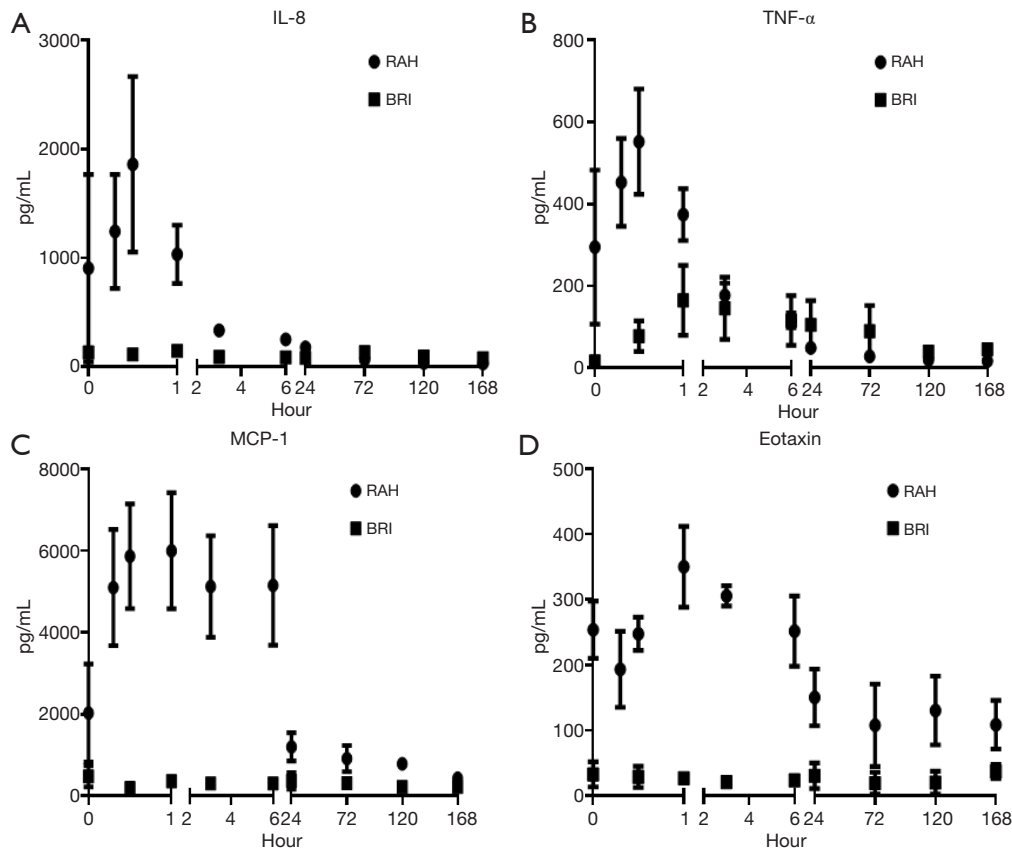 A
IL-8
3000
2000
1000
0
pg/mL
RAH
BRI
0 1 2 4 6 24 72 120 168
Hour
B
TNF-α
800
600
400
200
0
pg/mL
RAH
BRI
0 1 2 4 6 24 72 120 168
Hour
C
MCP-1
8000
6000
4000
2000
0
pg/mL
RAH
BRI
0 1 2 4 6 24 72 120 168
Hour
D
Eotaxin
500
400
300
200
100
0
pg/mL
RAH
BRI
0 1 2 4 6 24 72 120 168
Hour